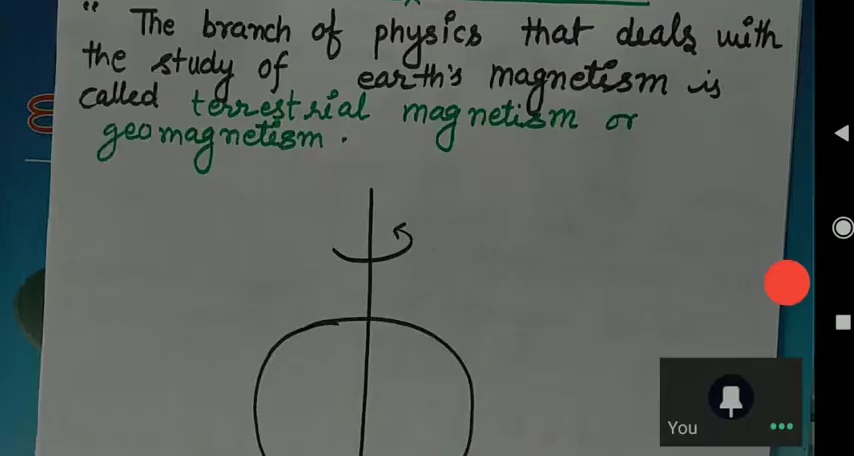 " The branch of physics that deals with
the study of earth's magnetism is
called terrestrial magnetism or
geomagnetism.
You